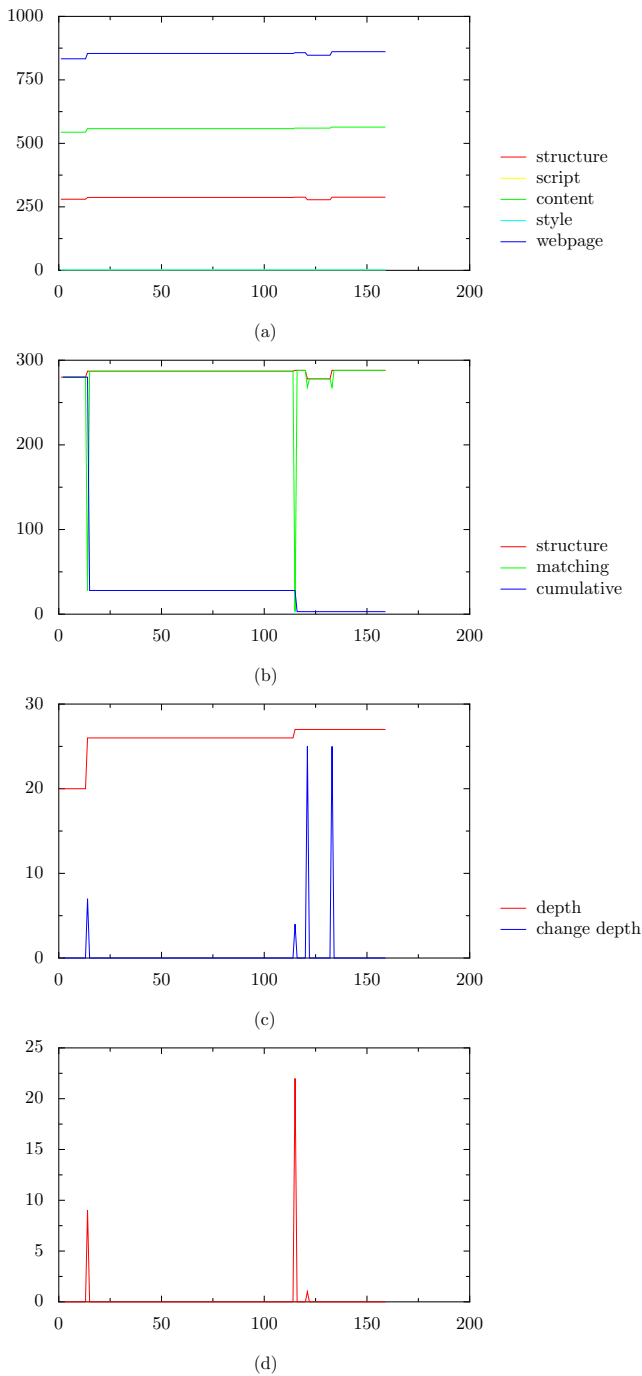 1000
750
500
250
0
0 50 100 150 200
structure
script
content
style
webpage
(a)
300
200
100
0
0 50 100 150 200
structure
matching
cumulative
(b)
30
20
10
0
0 50 100 150 200
depth
change depth
(c)
25
20
15
10
5
0
0 50 100 150 200
(d)